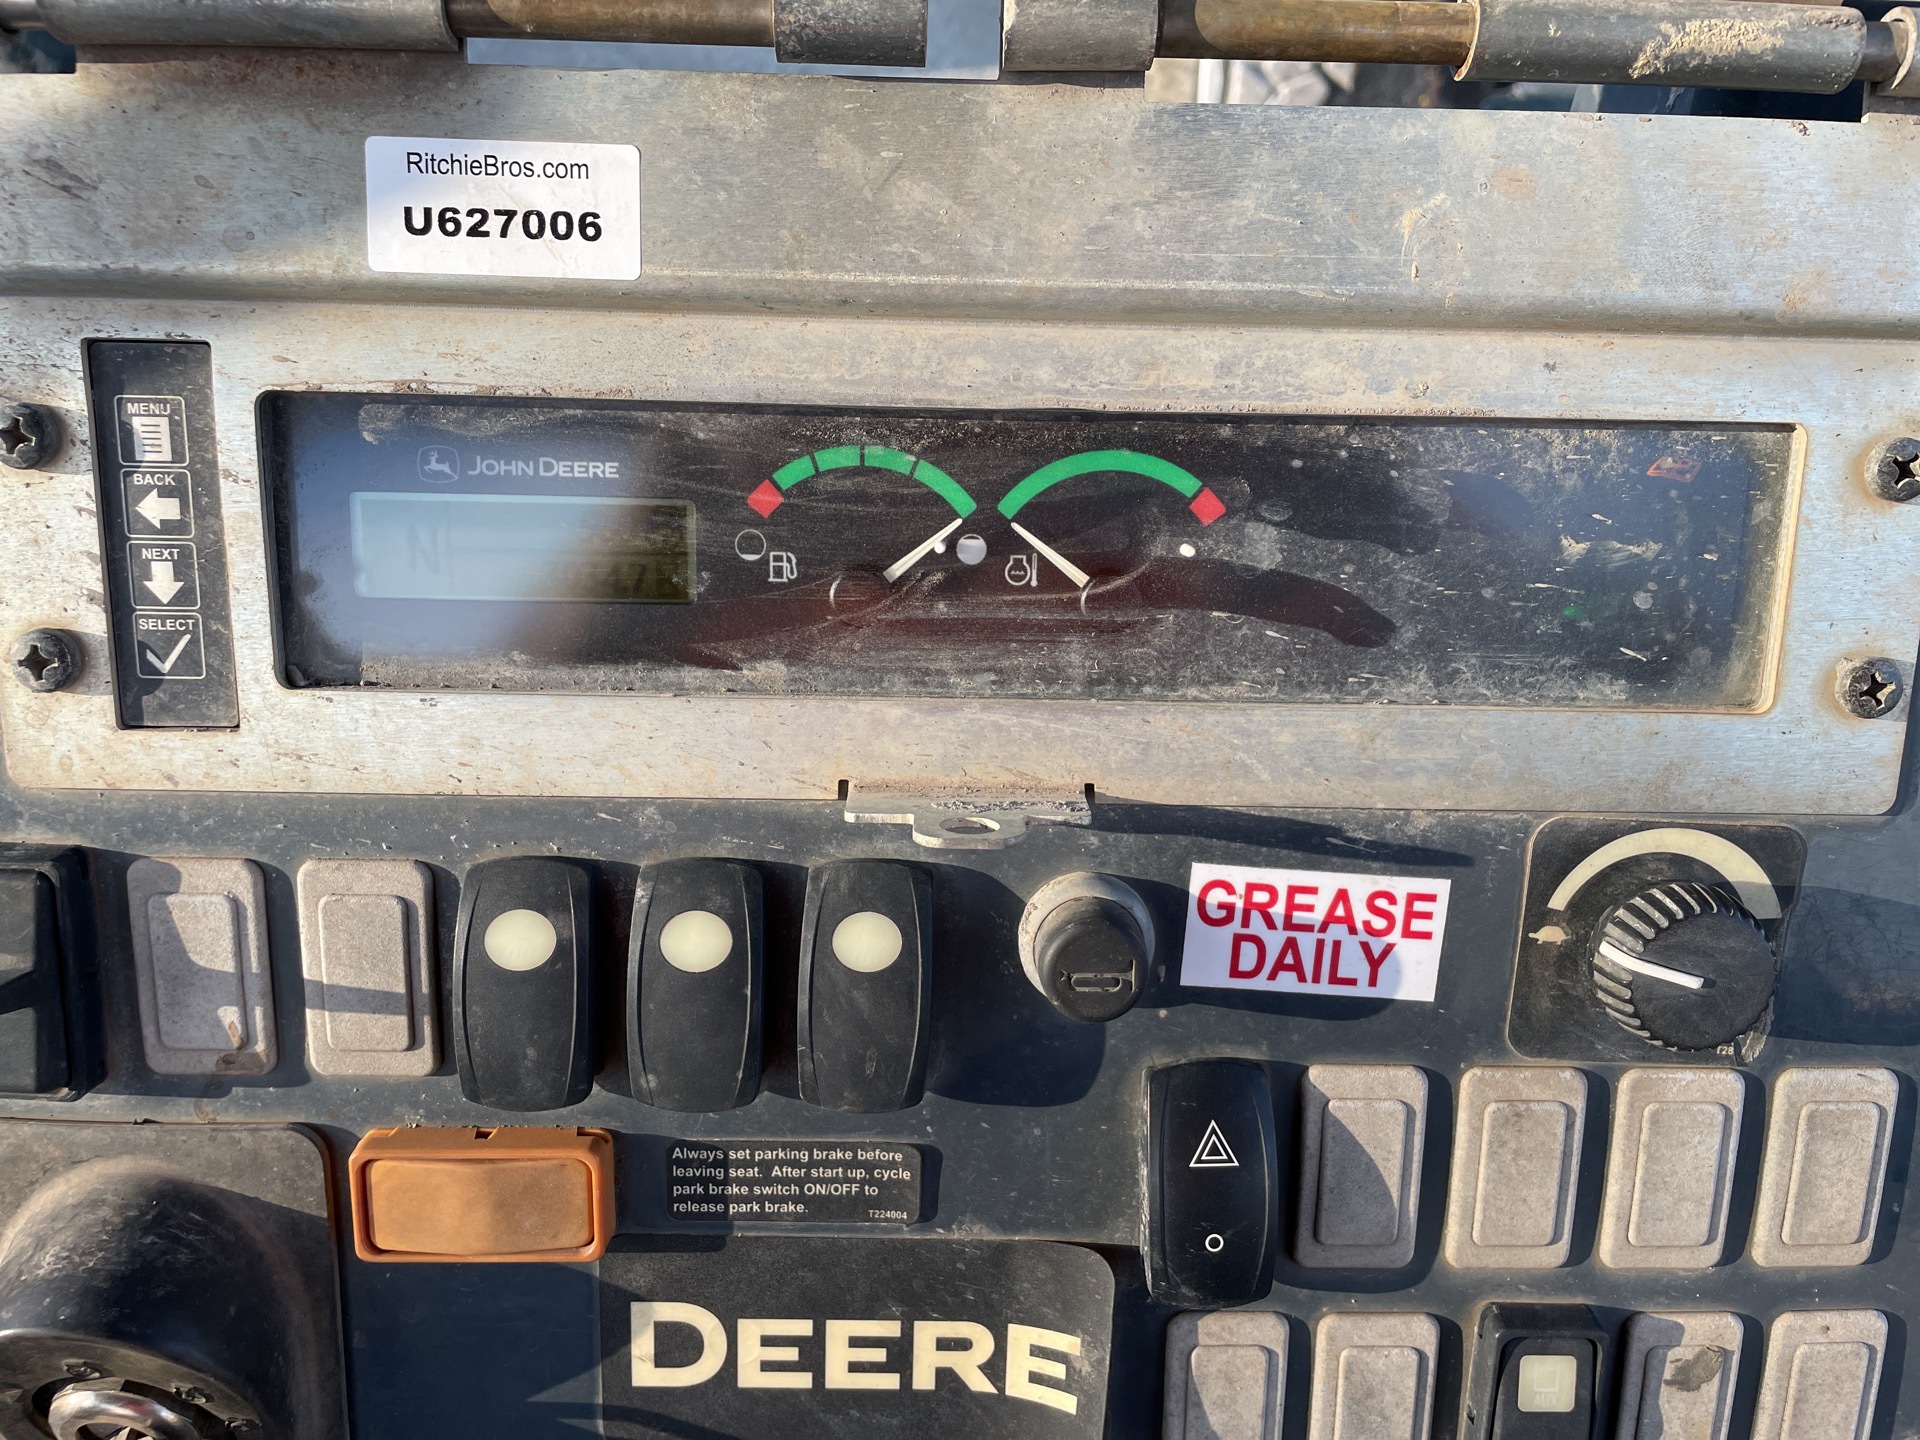 RitchieBros.com
U627006
MENU
BACK
NEXT
SELECT
JOHN DEERE
N
GREASE
DAILY
Always set parking brake before
leaving seat. After start up, cycle
park brake switch ON/OFF to
release park brake.
T224004
DEERE